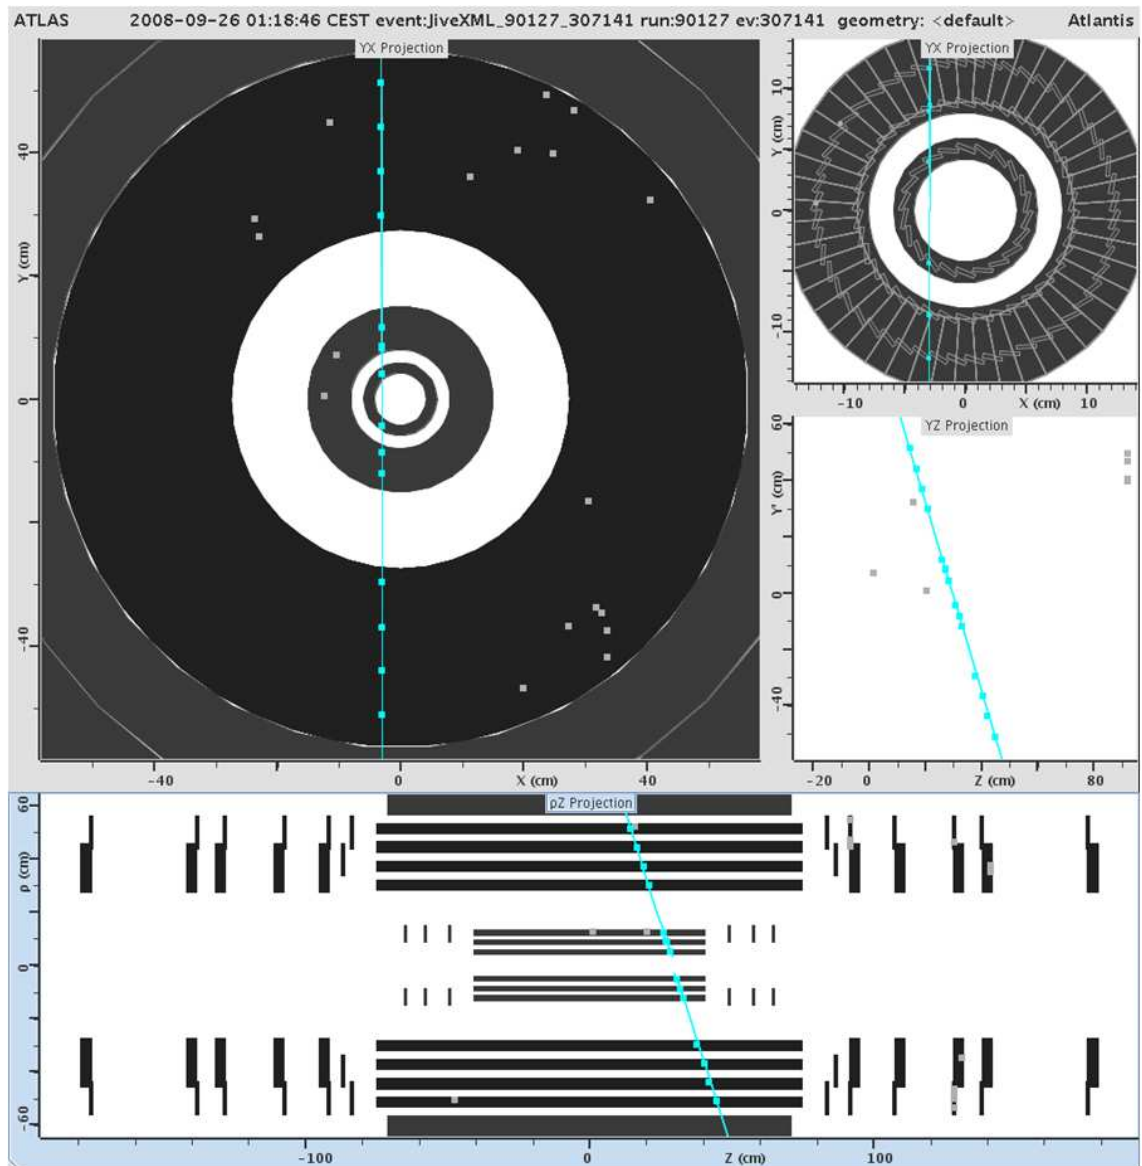 ATLAS 2008-09-26 01:18:46 CEST event:JiveXML_90127_307141 run:90127 ev:307141 geometry: <default> Atlantis
YX Projection
40
0
-40
Y (cm)
-40 0 X (cm) 40
YX Projection
10
0
-10
Y (cm)
-10 0 X (cm) 10
YZ Projection
60
0
-40
Y' (cm)
-20 0 Z (cm) 80
ρZ Projection
60
0
-60
ρ (cm)
-100 0 Z (cm) 100